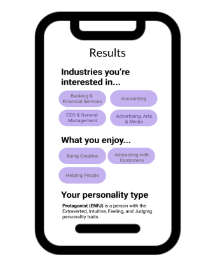 Results
Industries you're
interested in...
Banking &
Financial Services
Accounting
CEO & General
Management
Advertising, Arts
& Media
What you enjoy...
Being Creative
Interacting with
Customers
Helping People
Your personality type
Protagonist (ENFJ) is a person with the
Extraverted, Intuitive, Feeling, and Judging
personality traits.